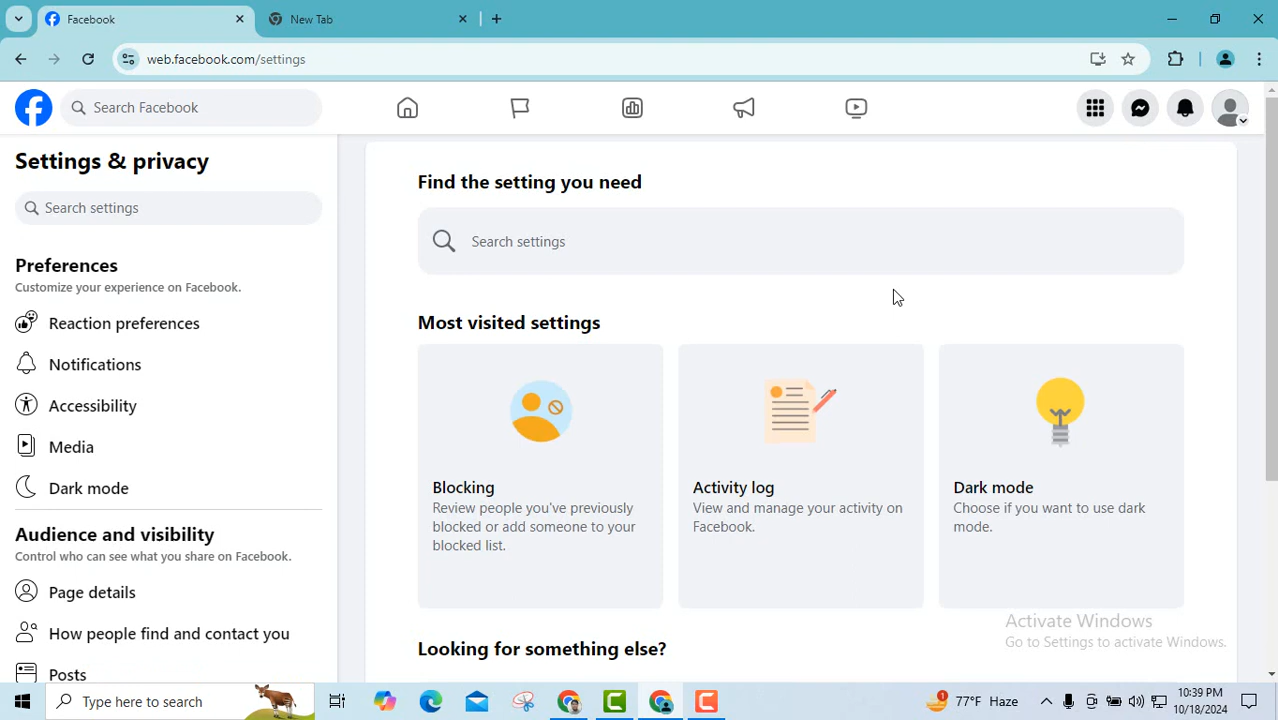 Facebook
New Tab
web.facebook.com/settings
Search Facebook
Settings & privacy
Search settings
Preferences
Customize your experience on Facebook.
Reaction preferences
Notifications
Accessibility
Media
Dark mode
Audience and visibility
Control who can see what you share on Facebook.
Page details
How people find and contact you
Posts
Find the setting you need
Search settings
Most visited settings
Blocking
Review people you've previously
blocked or add someone to your
blocked list.
Activity log
View and manage your activity on
Facebook.
Dark mode
Choose if you want to use dark
mode.
Looking for something else?
Activate Windows
Go to Settings to activate Windows.
Type here to search
77°F Haze
10:39 PM
10/18/2024